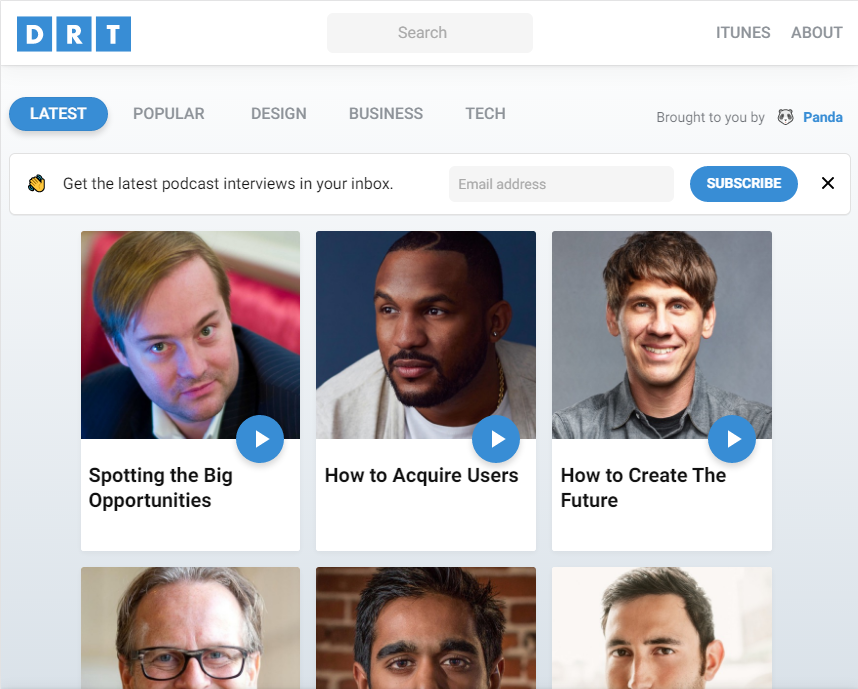 DRT
Search
ITUNES
ABOUT
LATEST
POPULAR
DESIGN
BUSINESS
TECH
Brought to you by Panda
Get the latest podcast interviews in your inbox.
Email address
SUBSCRIBE
Spotting the Big
Opportunities
How to Acquire Users
How to Create The
Future